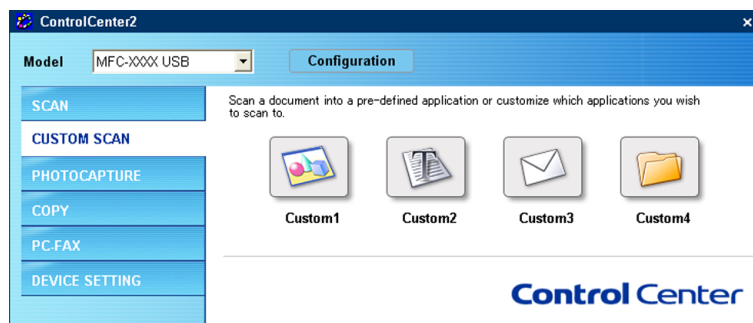 ControlCenter2
Model MFC-XXXX USB Configuration
SCAN
CUSTOM SCAN
PHOTOCAPTURE
COPY
PC-FAX
DEVICE SETTING
Scan a document into a pre-defined application or customize which applications you wish
to scan to.
T
Custom1 Custom2 Custom3 Custom4
Control Center